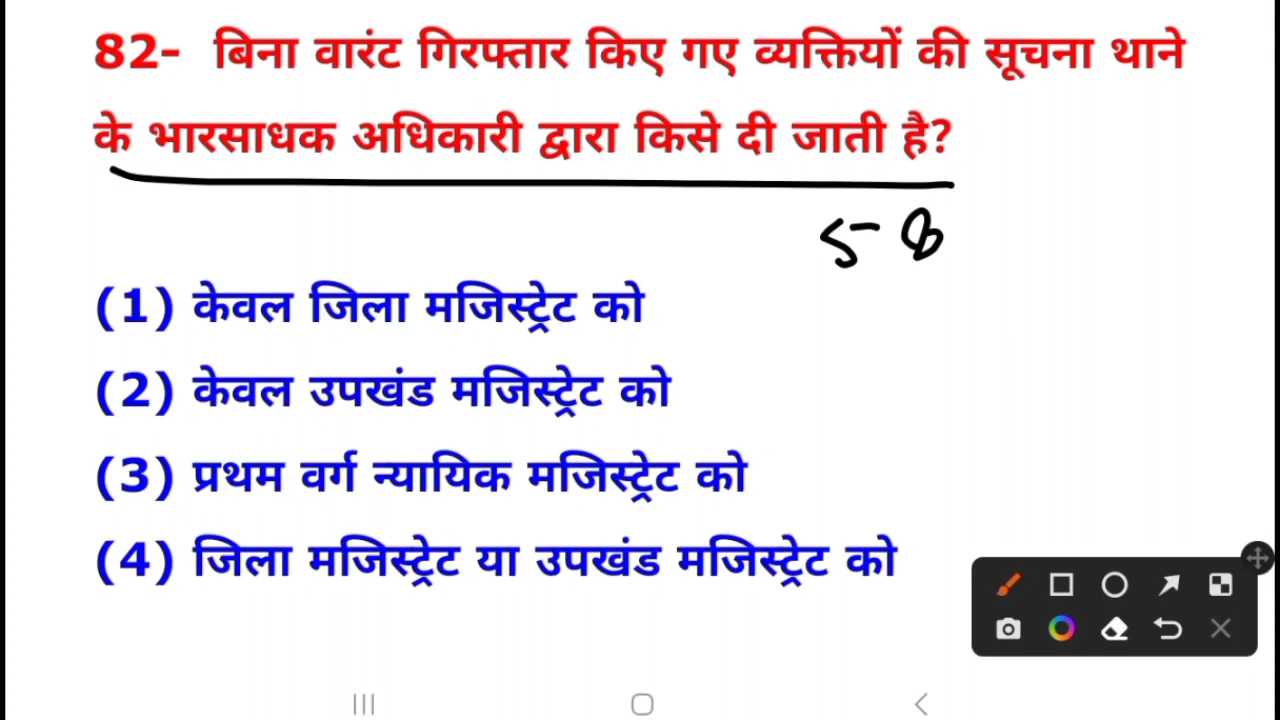 82- बिना वारंट गिरफ्तार किए गए व्यक्तियों की सूचना थाने
के भारसाधक अधिकारी द्वारा किसे दी जाती है?
58
(1) केवल जिला मजिस्ट्रेट को
(2) केवल उपखंड मजिस्ट्रेट को
(3) प्रथम वर्ग न्यायिक मजिस्ट्रेट को
(4) जिला मजिस्ट्रेट या उपखंड मजिस्ट्रेट को